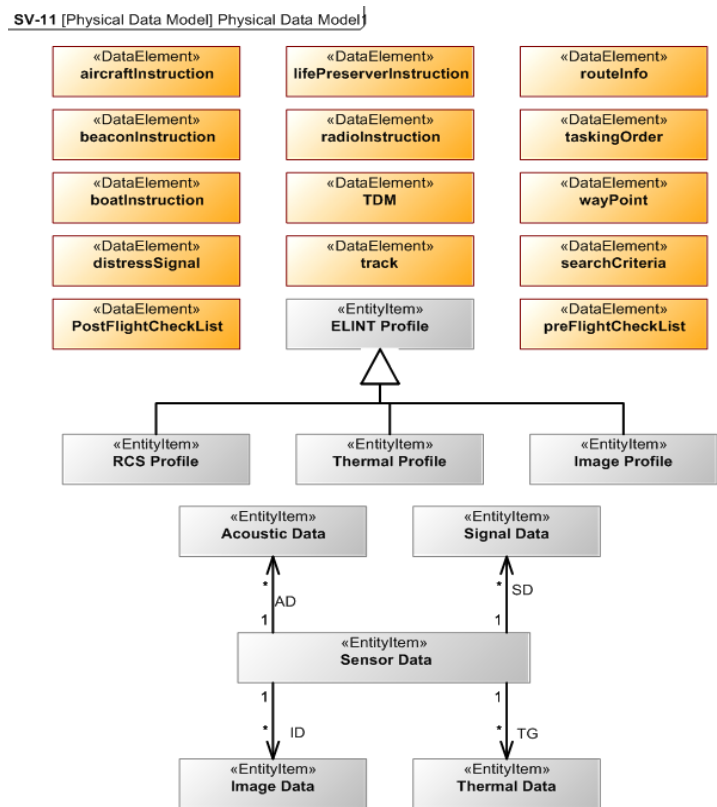 SV-11 [Physical Data Model] Physical Data Model1
«DataElement»
aircraftInstruction
«DataElement»
lifePreserverInstruction
«DataElement»
routeInfo
«DataElement»
beaconInstruction
«DataElement»
radioInstruction
«DataElement»
taskingOrder
«DataElement»
boatInstruction
«DataElement»
TDM
«DataElement»
wayPoint
«DataElement»
distressSignal
«DataElement»
track
«DataElement»
searchCriteria
«DataElement»
PostFlightCheckList
«EntityItem»
ELINT Profile
«DataElement»
preFlightCheckList
«EntityItem»
RCS Profile
«EntityItem»
Thermal Profile
«EntityItem»
Image Profile
«EntityItem»
Acoustic Data
«EntityItem»
Signal Data
*
AD
1
*
SD
1
«EntityItem»
Sensor Data
1
*
ID
1
*
TG
«EntityItem»
Image Data
«EntityItem»
Thermal Data